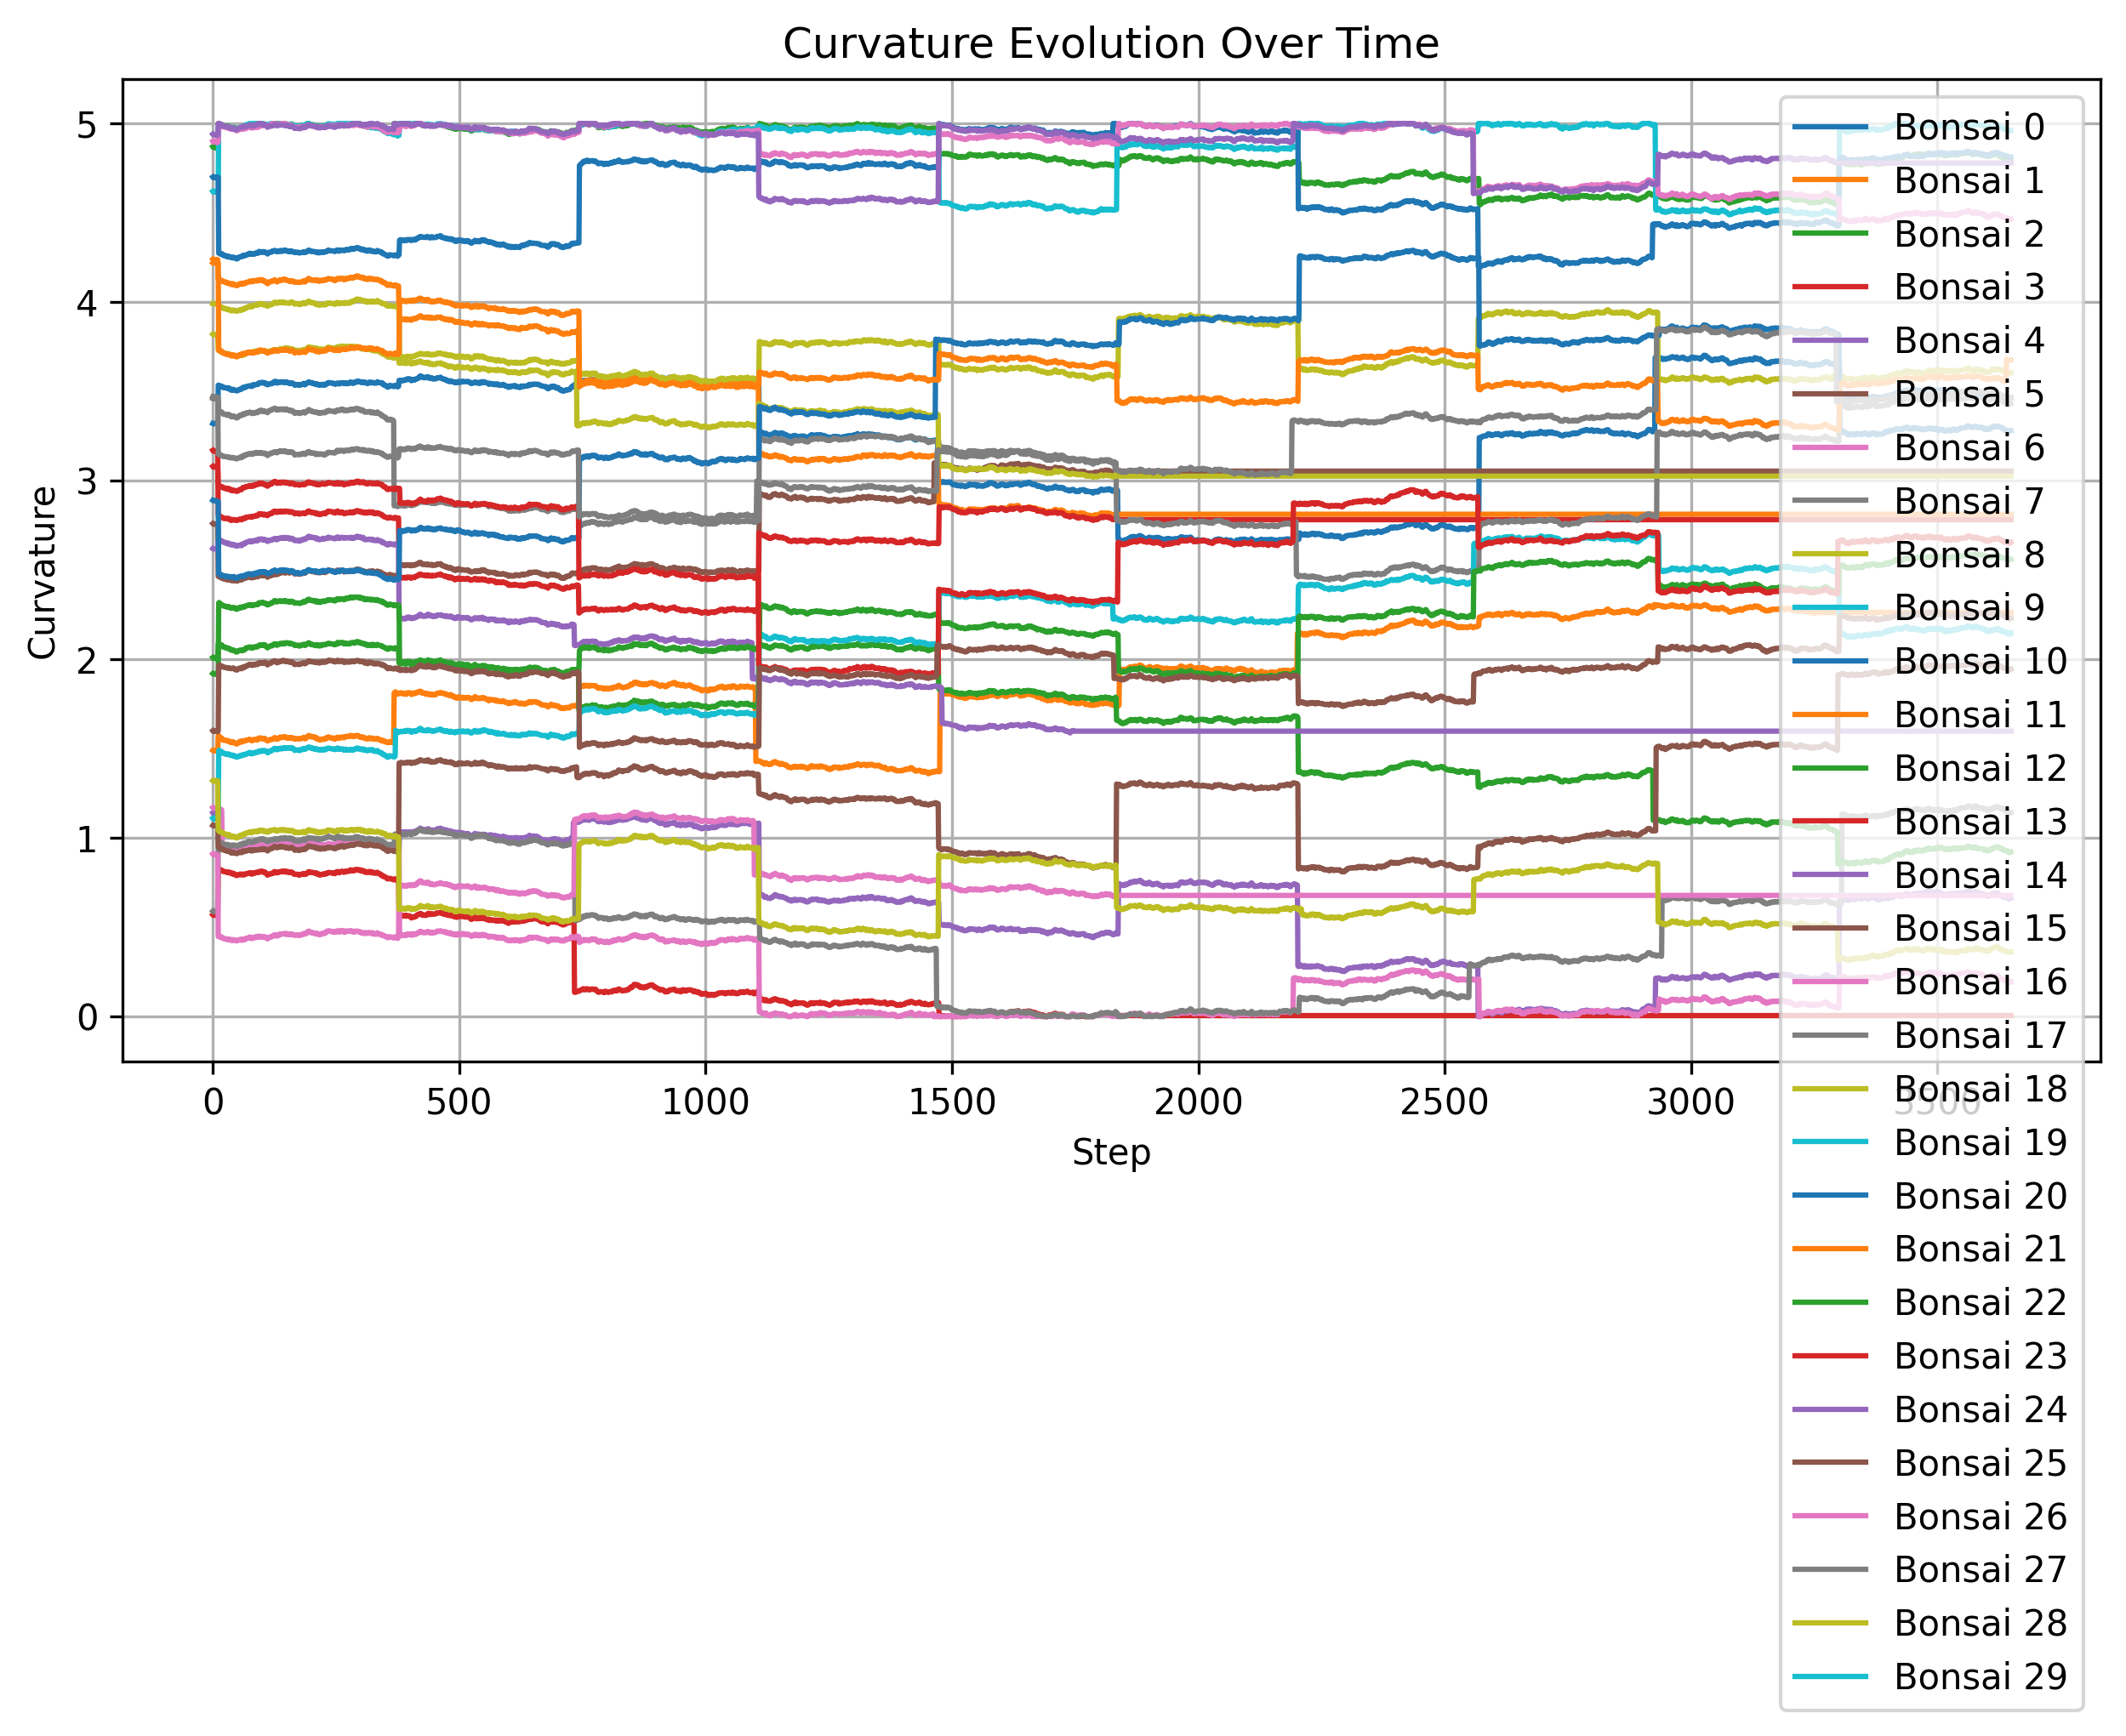 Curvature Evolution Over Time
Curvature
5
4
3
2
1
0
0
500
1000
1500
2000
2500
3000
3500
Step
Bonsai 0
Bonsai 1
Bonsai 2
Bonsai 3
Bonsai 4
Bonsai 5
Bonsai 6
Bonsai 7
Bonsai 8
Bonsai 9
Bonsai 10
Bonsai 11
Bonsai 12
Bonsai 13
Bonsai 14
Bonsai 15
Bonsai 16
Bonsai 17
Bonsai 18
Bonsai 19
Bonsai 20
Bonsai 21
Bonsai 22
Bonsai 23
Bonsai 24
Bonsai 25
Bonsai 26
Bonsai 27
Bonsai 28
Bonsai 29